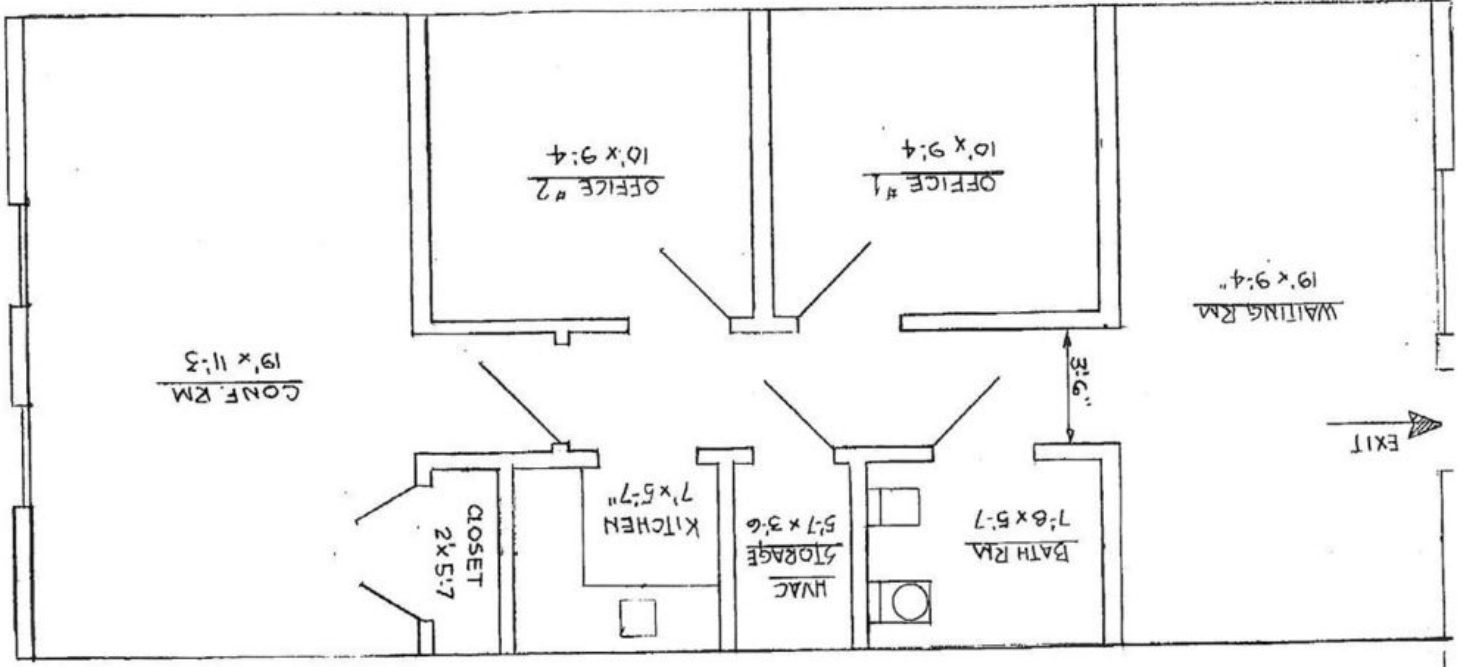 WAITING RM
19' x 9'-4"
EXIT
3'-6"
OFFICE #1
10' x 9'-4
OFFICE #2
10' x 9'-4
CONF. RM
19' x 11'-3
BATH RM
7'-8 x 5'-7
HVAC
STORAGE
5'-7 x 3'-6
KITCHEN
7' x 5'-7"
CLOSET
2' x 5'-7